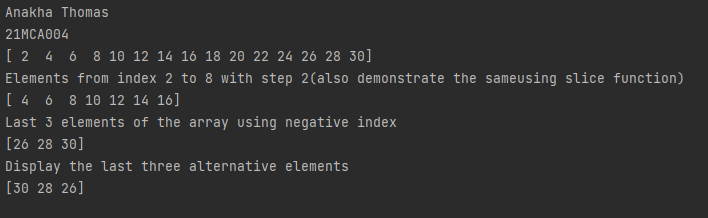 Anakha Thomas
21MCA004
[ 2  4  6  8 10 12 14 16 18 20 22 24 26 28 30]
Elements from index 2 to 8 with step 2(also demonstrate the sameusing slice function)
[ 4  6  8 10 12 14 16]
Last 3 elements of the array using negative index
[26 28 30]
Display the last three alternative elements
[30 28 26]